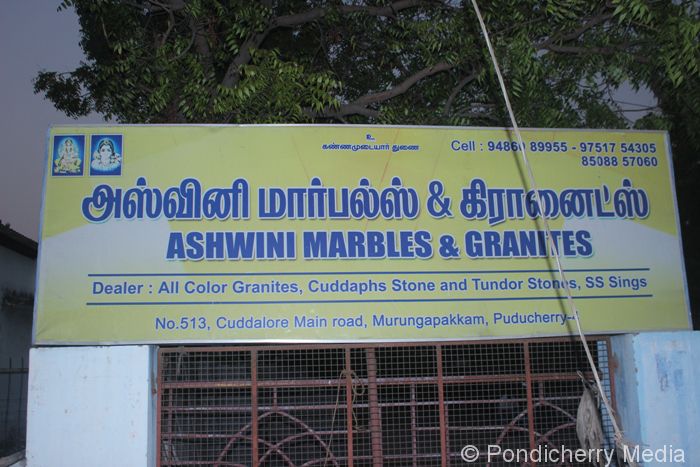 உ
கண்ணமுடையார் துணை
Cell : 94860 89955 - 97517 54305
85088 57060
அஸ்வினி மார்பல்ஸ் & கிரானைட்ஸ்
ASHWINI MARBLES & GRANITES
Dealer : All Color Granites, Cuddaphs Stone and Tundor Stones, SS Sings
No.513, Cuddalore Main road, Murungapakkam, Puducherry-4
© Pondicherry Media